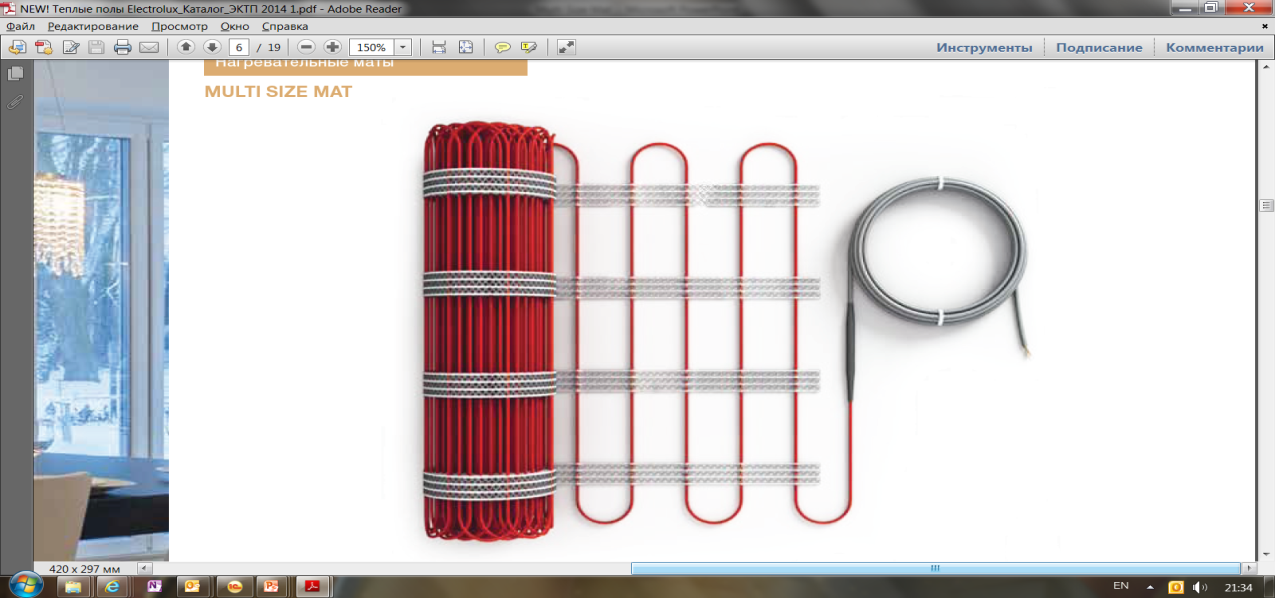 NEW! Теплые полы Electrolux_Каталог_ЭКТП 2014 1.pdf - Adobe Reader
Файл Редактирование Просмотр Окно Справка
6 / 19 150% Инструменты Подписание Комментарии
Нагревательные маты
MULTI SIZE MAT
420 x 297 мм
EN 21:34